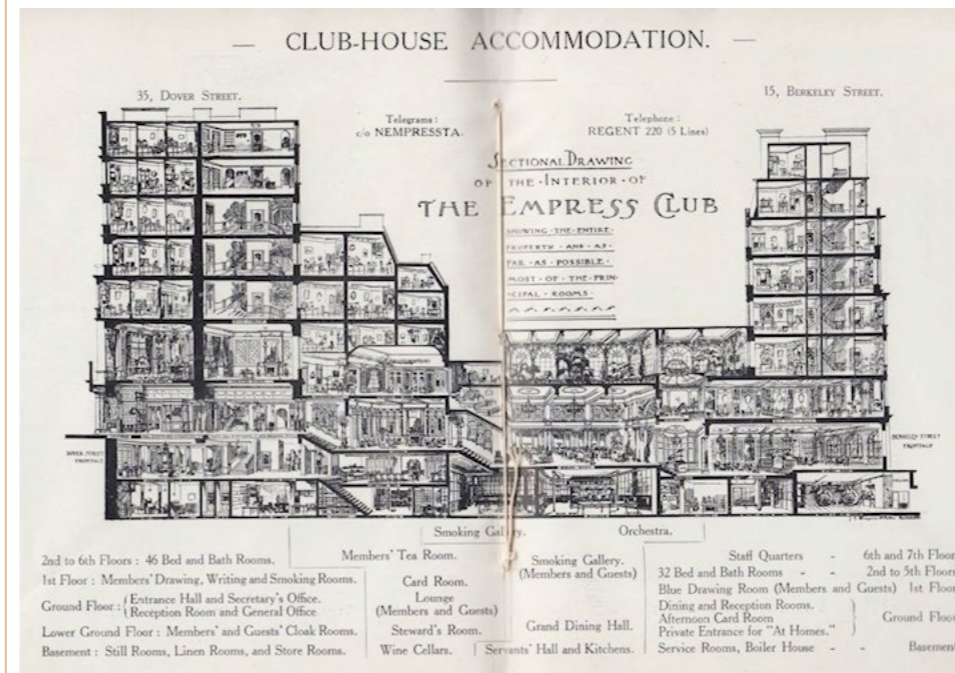 — CLUB-HOUSE ACCOMMODATION. —
35, DOVER STREET.
15, BERKELEY STREET.
Telegrams:
c/o NEMPRESSTA.
Telephone:
REGENT 220 (5 Lines)
SECTIONAL DRAWING
OF · THE · INTERIOR · OF
THE EMPRESS CLUB
SHOWING · THE · ENTIRE ·
PROPERTY · AND · AS ·
FAR · AS · POSSIBLE ·
MOST · OF · THE · PRIN-
CIPAL · ROOMS ·
DOVER STREET
FRONTAGE
BERKELEY STREET
FRONTAGE
Smoking Gallery.
Orchestra.
2nd to 6th Floors : 46 Bed and Bath Rooms.
1st Floor : Members' Drawing, Writing and Smoking Rooms.
Ground Floor : { Entrance Hall and Secretary's Office.
Reception Room and General Office
Lower Ground Floor : Members' and Guests' Cloak Rooms.
Basement : Still Rooms, Linen Rooms, and Store Rooms.
Members' Tea Room.
Card Room.
Lounge
(Members and Guests)
Steward's Room.
Wine Cellars.
Smoking Gallery.
(Members and Guests)
Grand Dining Hall.
Servants' Hall and Kitchens.
Staff Quarters - 6th and 7th Floor
32 Bed and Bath Rooms - - 2nd to 5th Floors
Blue Drawing Room (Members and Guests) 1st Floor
Dining and Reception Rooms.
Afternoon Card Room
Private Entrance for "At Homes." } Ground Floor
Service Rooms, Boiler House - - Basement